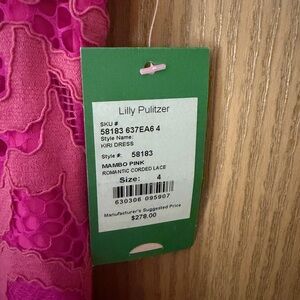 Lilly Pulitzer
SKU #
58183 637EA6 4
Style Name:
KIRI DRESS
Style #: 58183
MAMBO PINK
ROMANTIC CORDED LACE
Size: 4
630306 095907
Manufacturer's Suggested Price
$278.00